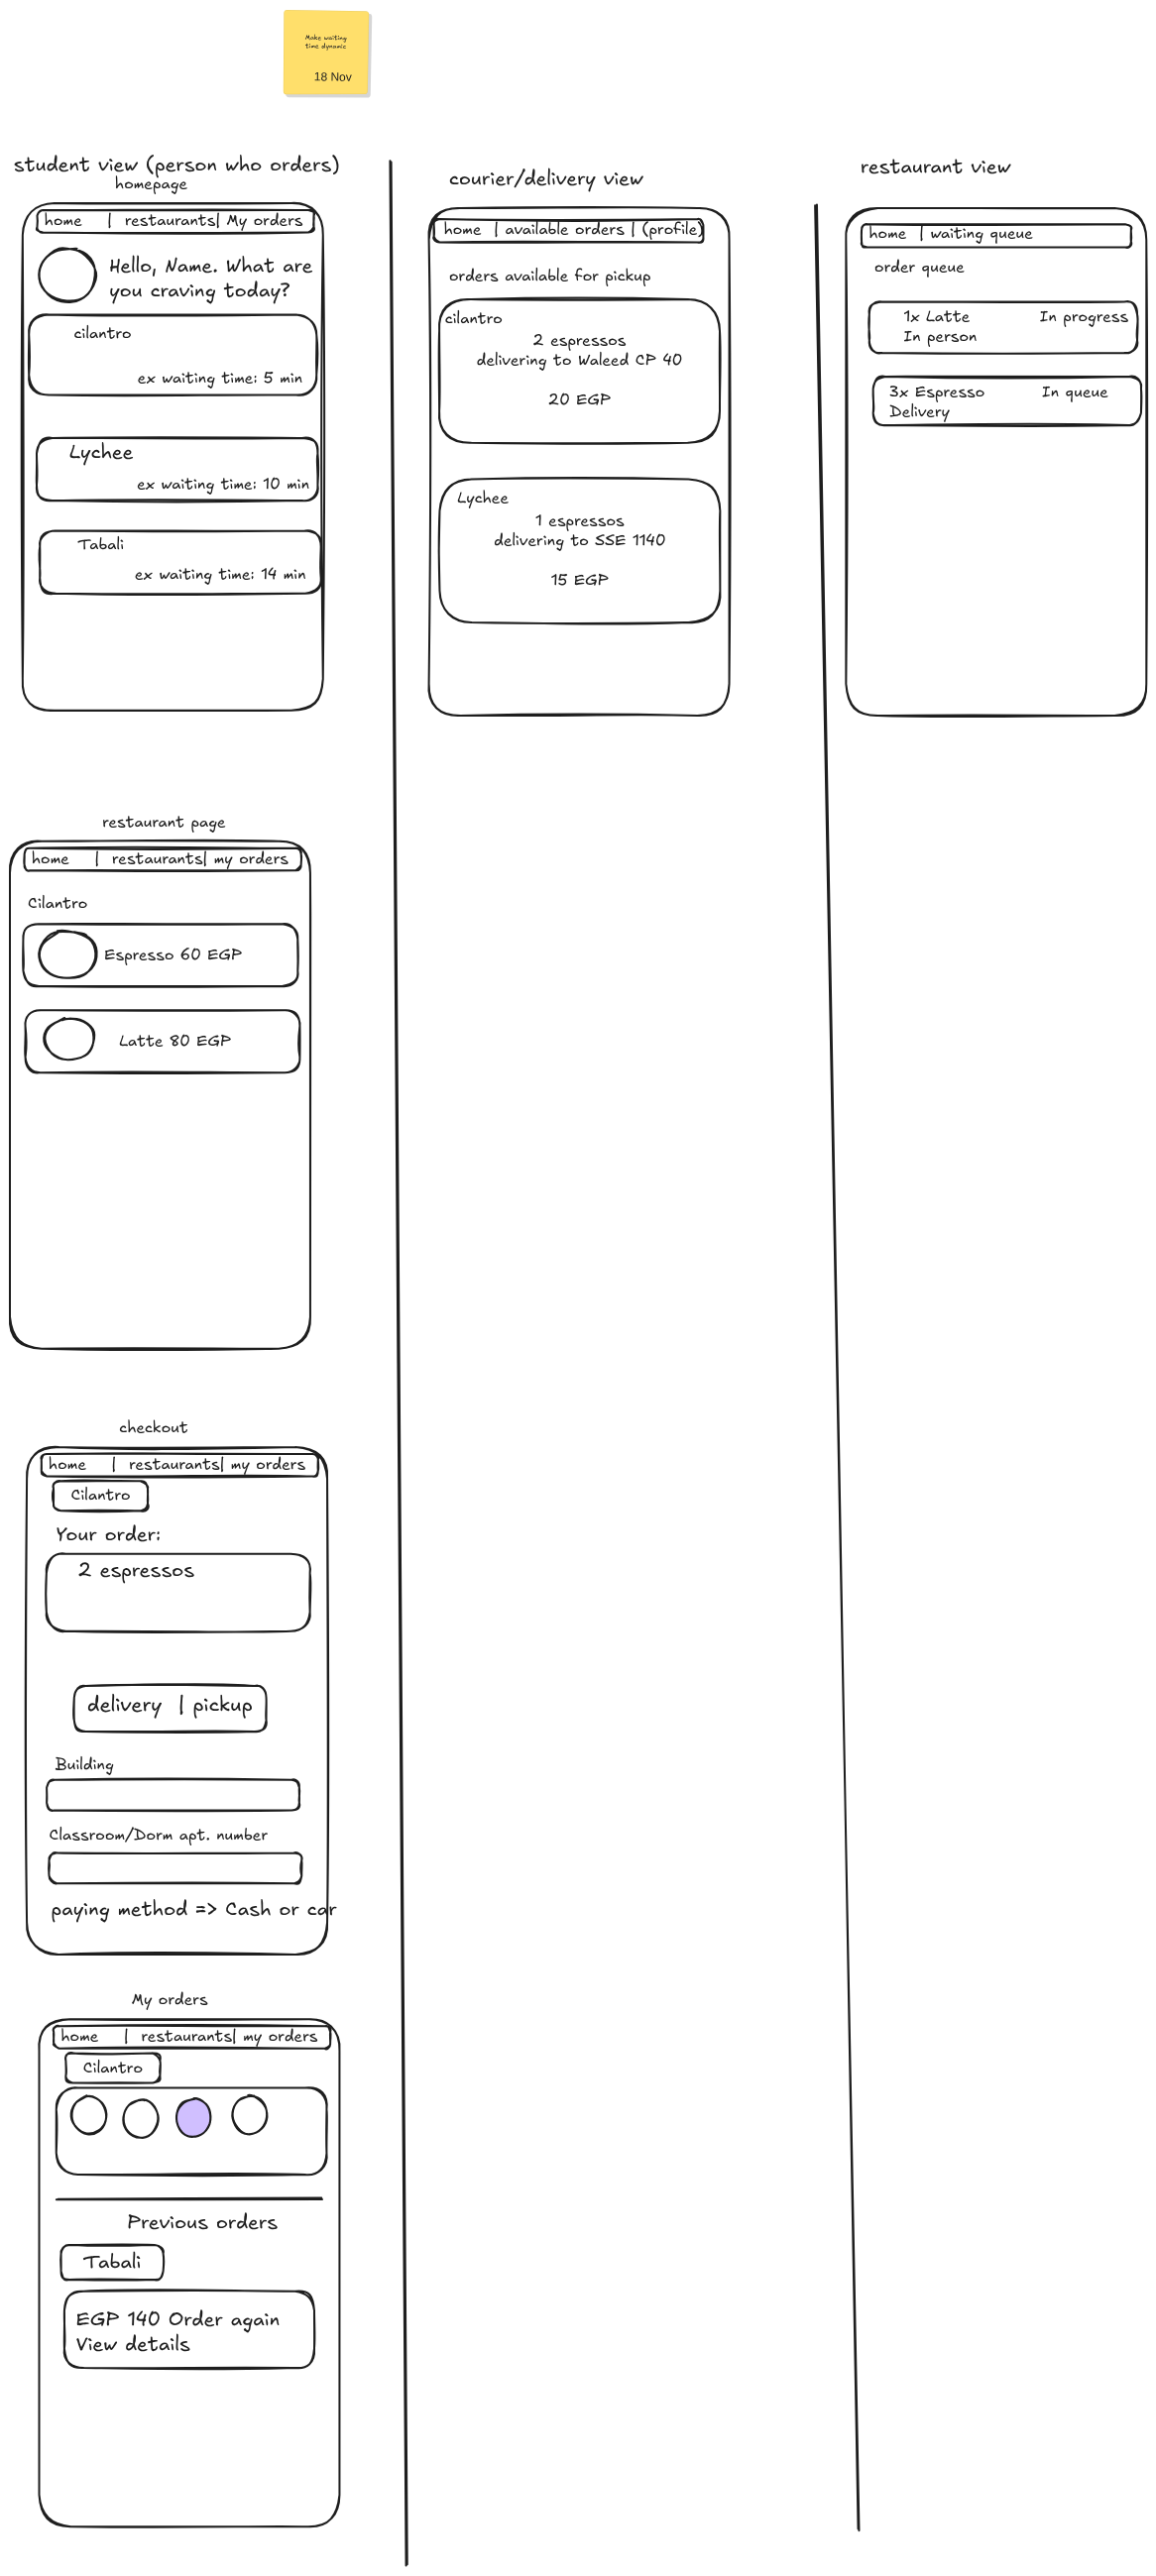 Make waiting
time dynamic
18 Nov
student view (person who orders)
homepage
home | restaurants| My orders
Hello, Name. What are
you craving today?
cilantro
ex waiting time: 5 min
Lychee
ex waiting time: 10 min
Tabali
ex waiting time: 14 min
restaurant page
home | restaurants| my orders
Cilantro
Espresso 60 EGP
Latte 80 EGP
checkout
home | restaurants| my orders
Cilantro
Your order:
2 espressos
delivery | pickup
Building
Classroom/Dorm apt. number
paying method => Cash or car
My orders
home | restaurants| my orders
Cilantro
Previous orders
Tabali
EGP 140 Order again
View details
courier/delivery view
home | available orders | (profile)
orders available for pickup
cilantro
2 espressos
delivering to Waleed CP 40
20 EGP
Lychee
1 espressos
delivering to SSE 1140
15 EGP
restaurant view
home | waiting queue
order queue
1x Latte In progress
In person
3x Espresso In queue
Delivery